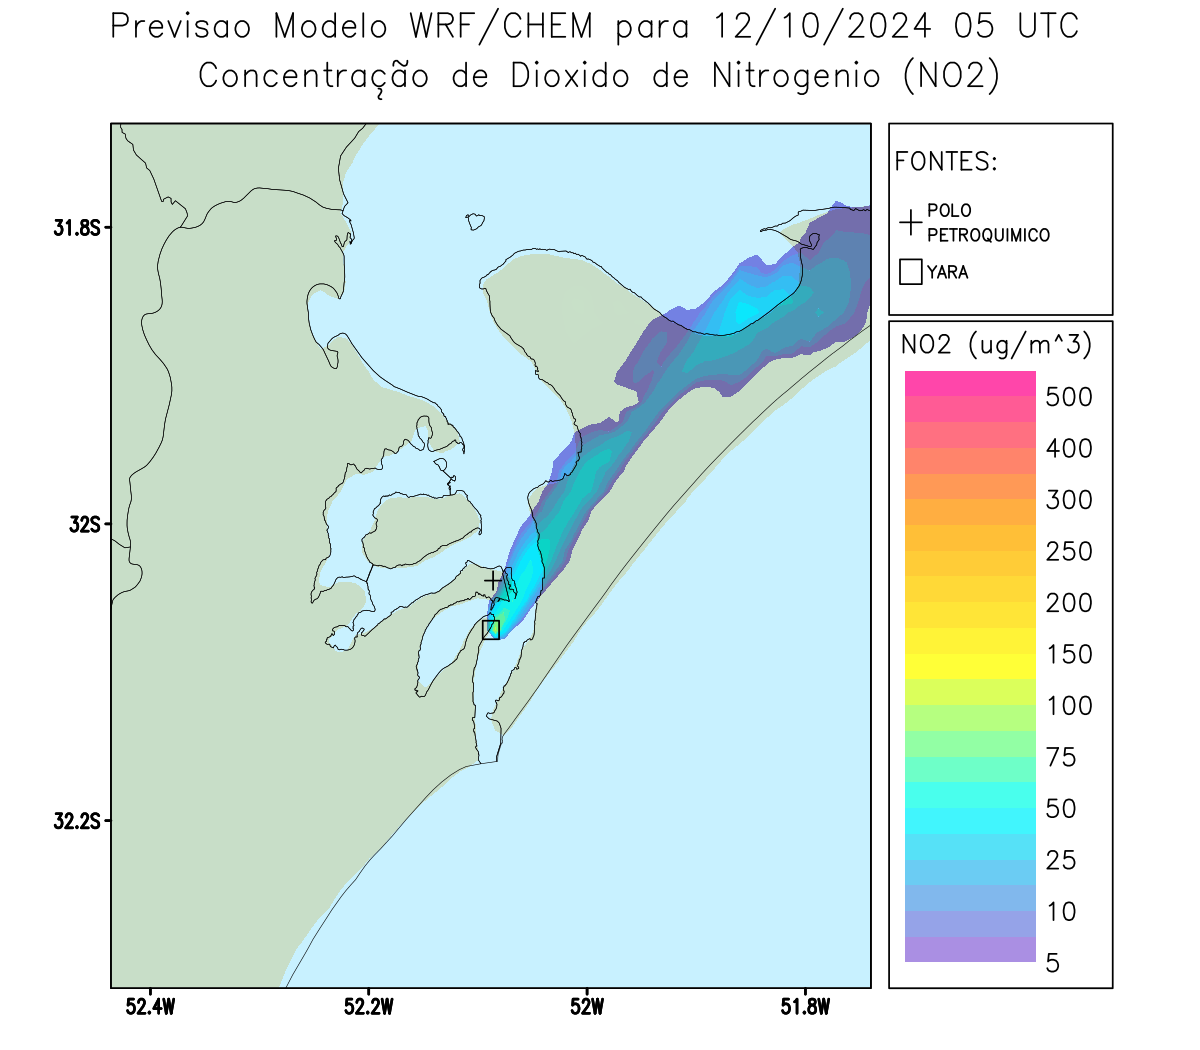 Previsao Modelo WRF/CHEM para 12/10/2024 05 UTC
Concentração de Dioxido de Nitrogenio (NO2)
FONTES:
POLO
PETROQUIMICO
YARA
NO2 (ug/m^3)
500
400
300
250
200
150
100
75
50
25
10
5
31.8S
32S
32.2S
52.4W
52.2W
52W
51.8W